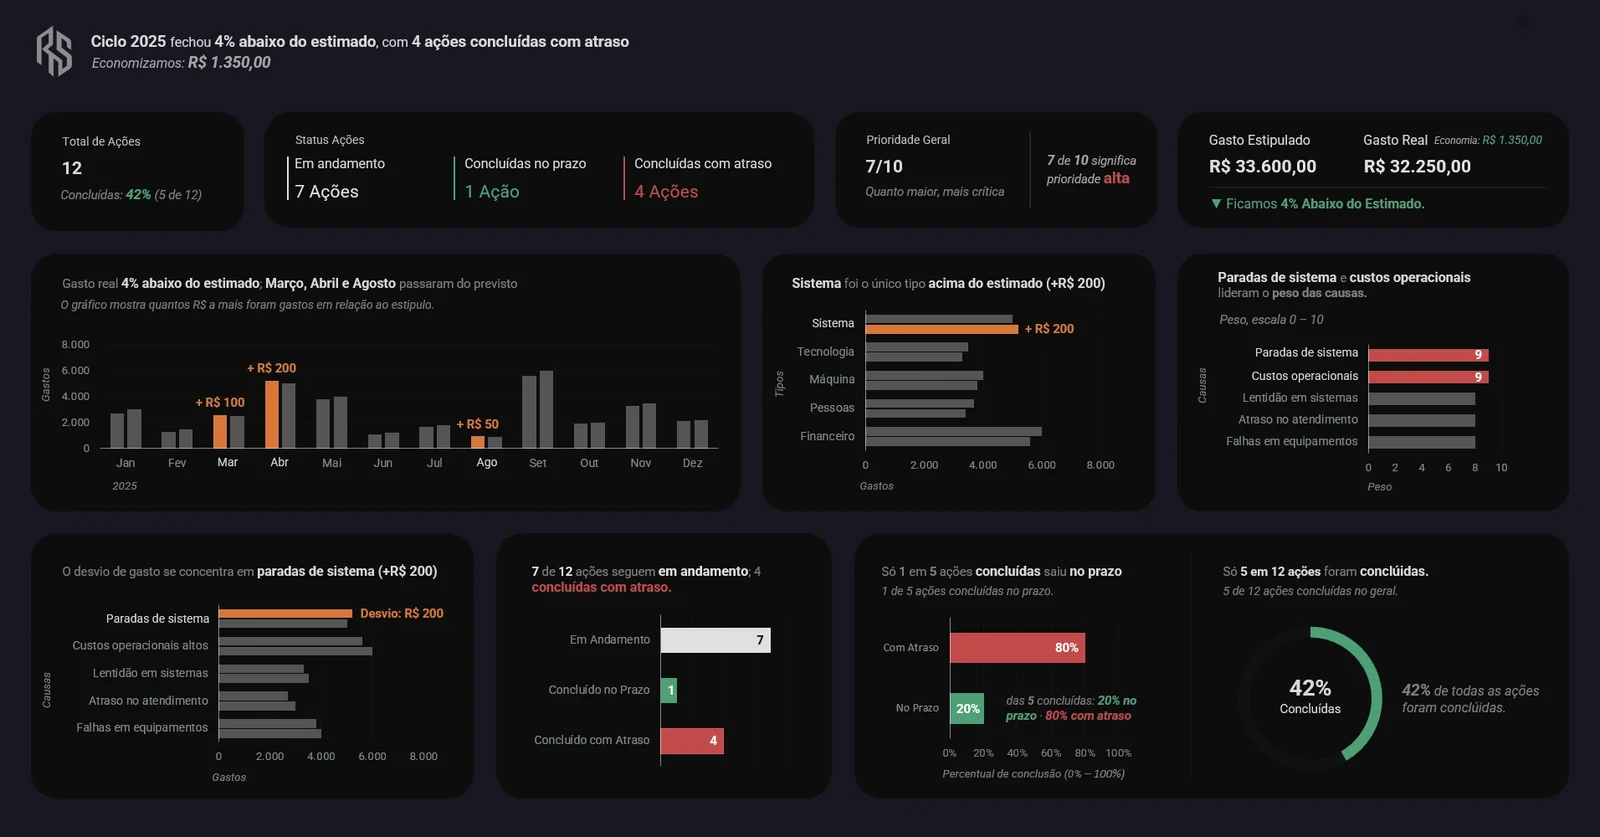 Ciclo 2025 fechou 4% abaixo do estimado, com 4 ações concluídas com atraso
Economizamos: R$ 1.350,00
Total de Ações
12
Concluídas: 42% (5 de 12)
Status Ações
Em andamento
7 Ações
Concluídas no prazo
1 Ação
Concluídas com atraso
4 Ações
Prioridade Geral
7/10
Quanto maior, mais crítica
7 de 10 significa
prioridade alta
Gasto Estipulado
R$ 33.600,00
Gasto Real Economia: R$ 1.350,00
R$ 32.250,00
▼ Ficamos 4% Abaixo do Estimado.
Gasto real 4% abaixo do estimado; Março, Abril e Agosto passaram do previsto
O gráfico mostra quantos R$ a mais foram gastos em relação ao estipulo.
Gastos
8.000
6.000
4.000
2.000
0
+ R$ 100
+ R$ 200
+ R$ 50
Jan Fev Mar Abr Mai Jun Jul Ago Set Out Nov Dez
2025
Sistema foi o único tipo acima do estimado (+R$ 200)
Tipos
Sistema
+ R$ 200
Tecnologia
Máquina
Pessoas
Financeiro
0 2.000 4.000 6.000 8.000
Gastos
Paradas de sistema e custos operacionais
lideram o peso das causas.
Peso, escala 0 – 10
Causas
Paradas de sistema 9
Custos operacionais 9
Lentidão em sistemas
Atraso no atendimento
Falhas em equipamentos
0 2 4 6 8 10
Peso
O desvio de gasto se concentra em paradas de sistema (+R$ 200)
Causas
Paradas de sistema
Desvio: R$ 200
Custos operacionais altos
Lentidão em sistemas
Atraso no atendimento
Falhas em equipamentos
0 2.000 4.000 6.000 8.000
Gastos
7 de 12 ações seguem em andamento; 4
concluídas com atraso.
Em Andamento 7
Concluído no Prazo 1
Concluído com Atraso 4
Só 1 em 5 ações concluídas saiu no prazo
1 de 5 ações concluídas no prazo.
Com Atraso 80%
No Prazo 20%
das 5 concluídas: 20% no
prazo · 80% com atraso
0% 20% 40% 60% 80% 100%
Percentual de conclusão (0% – 100%)
Só 5 em 12 ações foram conclúidas.
5 de 12 ações concluídas no geral.
42%
Concluídas
42% de todas as ações
foram conclúidas.